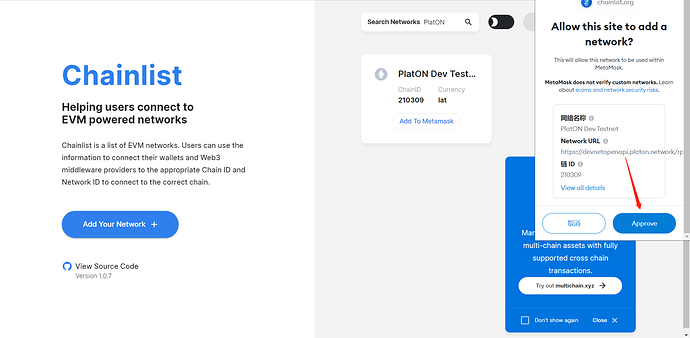 Chainlist
Helping users connect to
EVM powered networks
Chainlist is a list of EVM networks. Users can use the
information to connect their wallets and Web3
middleware providers to the appropriate Chain ID and
Network ID to connect to the correct chain.
Add Your Network +
View Source Code
Version 1.0.7
Search Networks PlatON
PlatON Dev Test...
ChainID Currency
210309 lat
Add To Metamask
chainlist.org
Allow this site to add a
network?
This will allow this network to be used within
MetaMask.
MetaMask does not verify custom networks. Learn
about scams and network security risks.
网络名称
PlatON Dev Testnet
Network URL
https://devnetopenapi.platon.network/rp
链 ID
210309
View all details
取消 Approve
multi-chain assets with fully
supported cross chain
transactions.
Try out multichain.xyz
Don't show again Close